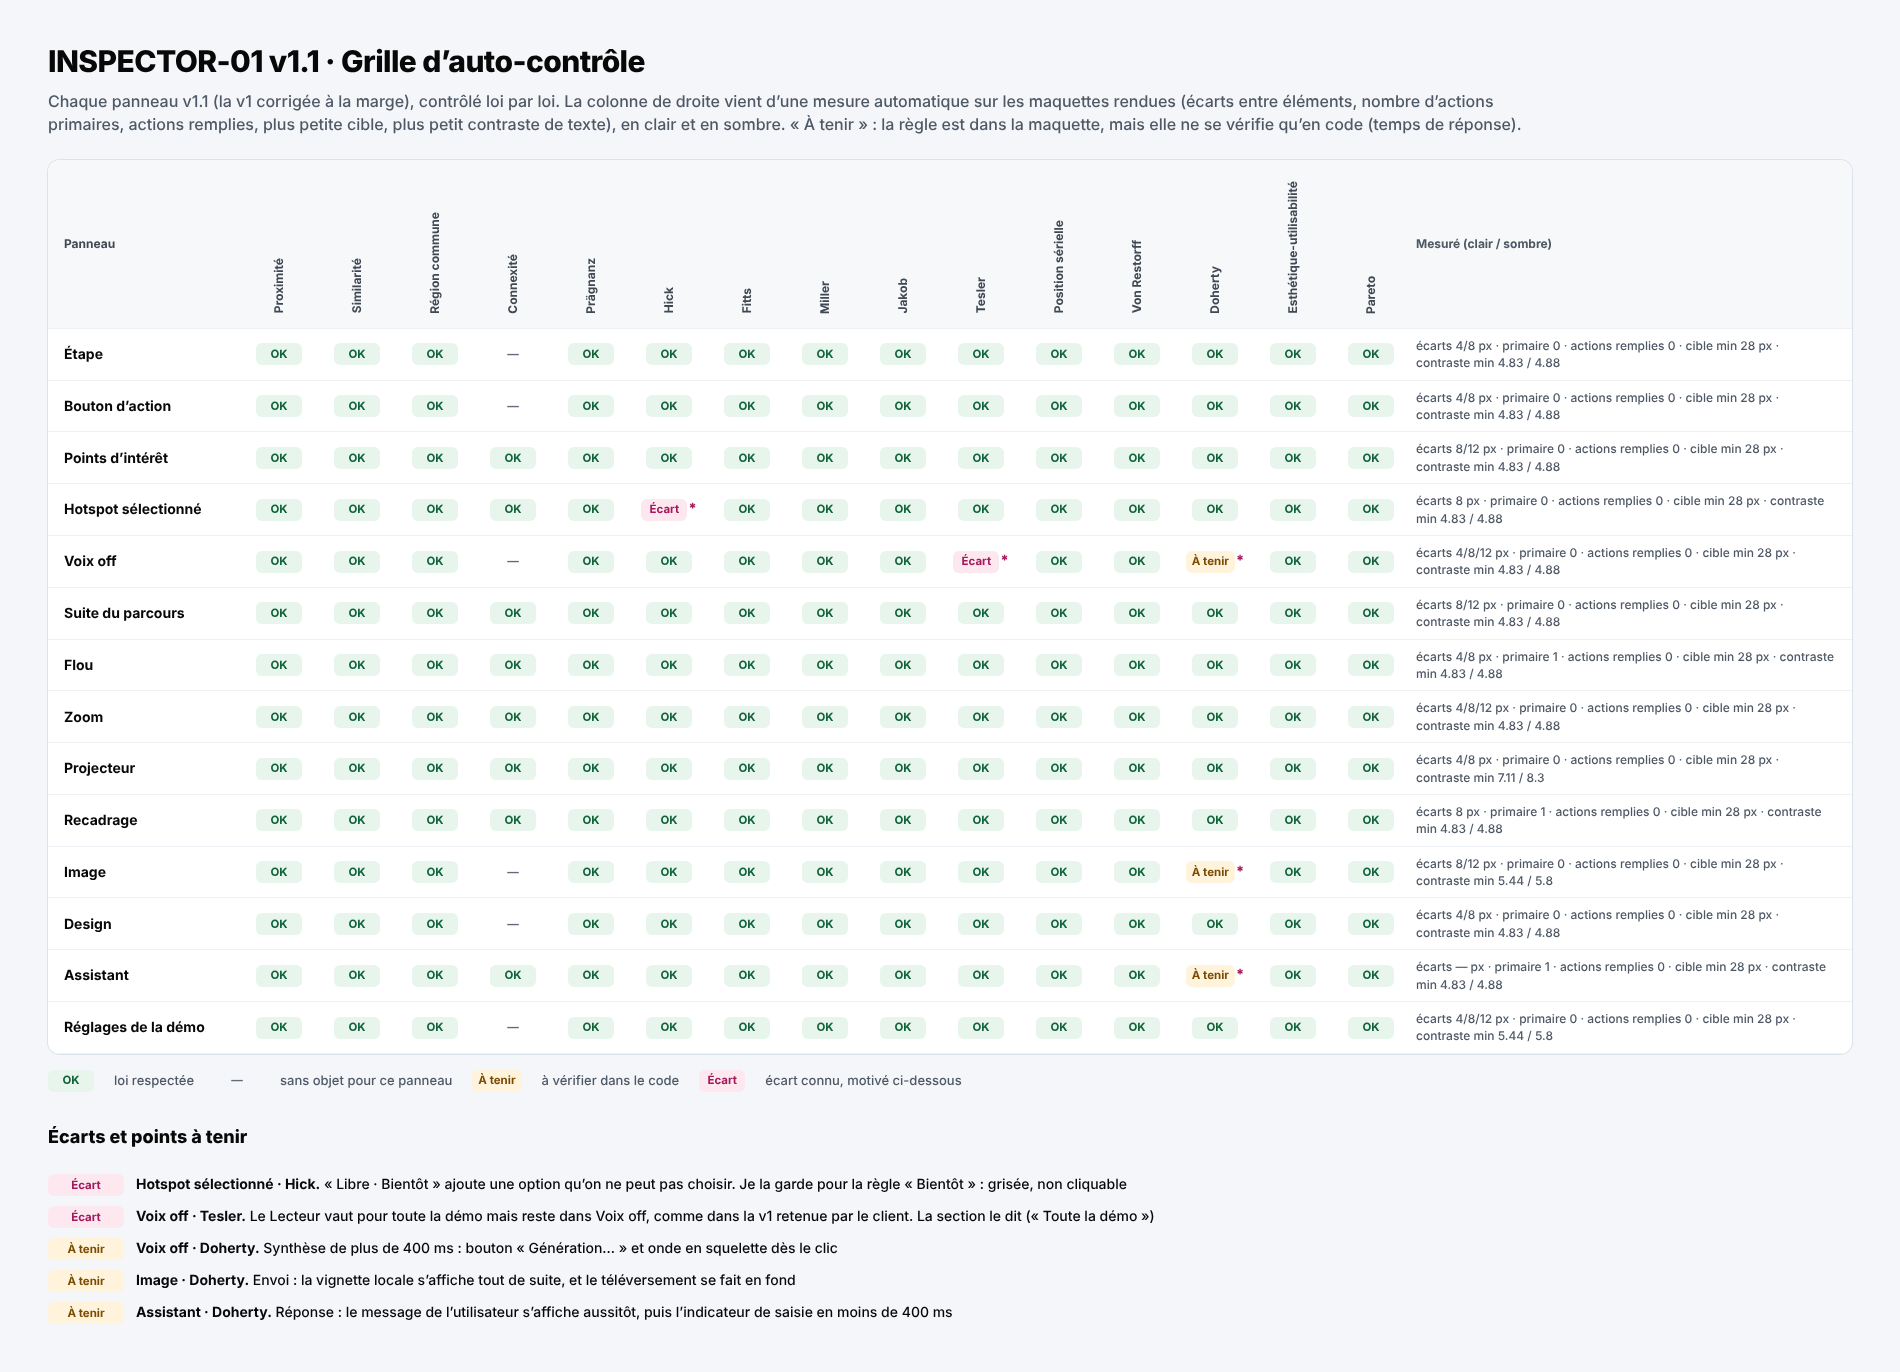 INSPECTOR-01 v1.1 · Grille d’auto-contrôle
Chaque panneau v1.1 (la v1 corrigée à la marge), contrôlé loi par loi. La colonne de droite vient d’une mesure automatique sur les maquettes rendues (écarts entre éléments, nombre d’actions
primaires, actions remplies, plus petite cible, plus petit contraste de texte), en clair et en sombre. « À tenir » : la règle est dans la maquette, mais elle ne se vérifie qu’en code (temps de réponse).
Panneau Proximité Similarité Région commune Connexité Prägnanz Hick Fitts Miller Jakob Tesler Position sérielle Von Restorff Doherty Esthétique-utilisabilité Pareto Mesuré (clair / sombre)
Étape OK OK OK — OK OK OK OK OK OK OK OK OK OK OK écarts 4/8 px · primaire 0 · actions remplies 0 · cible min 28 px ·
contraste min 4.83 / 4.88
Bouton d’action OK OK OK — OK OK OK OK OK OK OK OK OK OK OK écarts 4/8 px · primaire 0 · actions remplies 0 · cible min 28 px ·
contraste min 4.83 / 4.88
Points d’intérêt OK OK OK OK OK OK OK OK OK OK OK OK OK OK OK écarts 8/12 px · primaire 0 · actions remplies 0 · cible min 28 px ·
contraste min 4.83 / 4.88
Hotspot sélectionné OK OK OK OK OK Écart * OK OK OK OK OK OK OK OK OK écarts 8 px · primaire 0 · actions remplies 0 · cible min 28 px · contraste
min 4.83 / 4.88
Voix off OK OK OK — OK OK OK OK OK Écart * OK OK À tenir * OK OK écarts 4/8/12 px · primaire 0 · actions remplies 0 · cible min 28 px ·
contraste min 4.83 / 4.88
Suite du parcours OK OK OK OK OK OK OK OK OK OK OK OK OK OK OK écarts 8/12 px · primaire 0 · actions remplies 0 · cible min 28 px ·
contraste min 4.83 / 4.88
Flou OK OK OK OK OK OK OK OK OK OK OK OK OK OK OK écarts 4/8 px · primaire 1 · actions remplies 0 · cible min 28 px · contraste
min 4.83 / 4.88
Zoom OK OK OK OK OK OK OK OK OK OK OK OK OK OK OK écarts 4/8/12 px · primaire 0 · actions remplies 0 · cible min 28 px ·
contraste min 4.83 / 4.88
Projecteur OK OK OK OK OK OK OK OK OK OK OK OK OK OK OK écarts 4/8 px · primaire 0 · actions remplies 0 · cible min 28 px ·
contraste min 7.11 / 8.3
Recadrage OK OK OK OK OK OK OK OK OK OK OK OK OK OK OK écarts 8 px · primaire 1 · actions remplies 0 · cible min 28 px · contraste
min 4.83 / 4.88
Image OK OK OK — OK OK OK OK OK OK OK OK À tenir * OK OK écarts 8/12 px · primaire 0 · actions remplies 0 · cible min 28 px ·
contraste min 5.44 / 5.8
Design OK OK OK — OK OK OK OK OK OK OK OK OK OK OK écarts 4/8 px · primaire 0 · actions remplies 0 · cible min 28 px ·
contraste min 4.83 / 4.88
Assistant OK OK OK OK OK OK OK OK OK OK OK OK À tenir * OK OK écarts — px · primaire 1 · actions remplies 0 · cible min 28 px · contraste
min 4.83 / 4.88
Réglages de la démo OK OK OK — OK OK OK OK OK OK OK OK OK OK OK écarts 4/8/12 px · primaire 0 · actions remplies 0 · cible min 28 px ·
contraste min 5.44 / 5.8
OK loi respectée — sans objet pour ce panneau À tenir à vérifier dans le code Écart écart connu, motivé ci-dessous
Écarts et points à tenir
Écart Hotspot sélectionné · Hick. « Libre · Bientôt » ajoute une option qu’on ne peut pas choisir. Je la garde pour la règle « Bientôt » : grisée, non cliquable
Écart Voix off · Tesler. Le Lecteur vaut pour toute la démo mais reste dans Voix off, comme dans la v1 retenue par le client. La section le dit (« Toute la démo »)
À tenir Voix off · Doherty. Synthèse de plus de 400 ms : bouton « Génération… » et onde en squelette dès le clic
À tenir Image · Doherty. Envoi : la vignette locale s’affiche tout de suite, et le téléversement se fait en fond
À tenir Assistant · Doherty. Réponse : le message de l’utilisateur s’affiche aussitôt, puis l’indicateur de saisie en moins de 400 ms